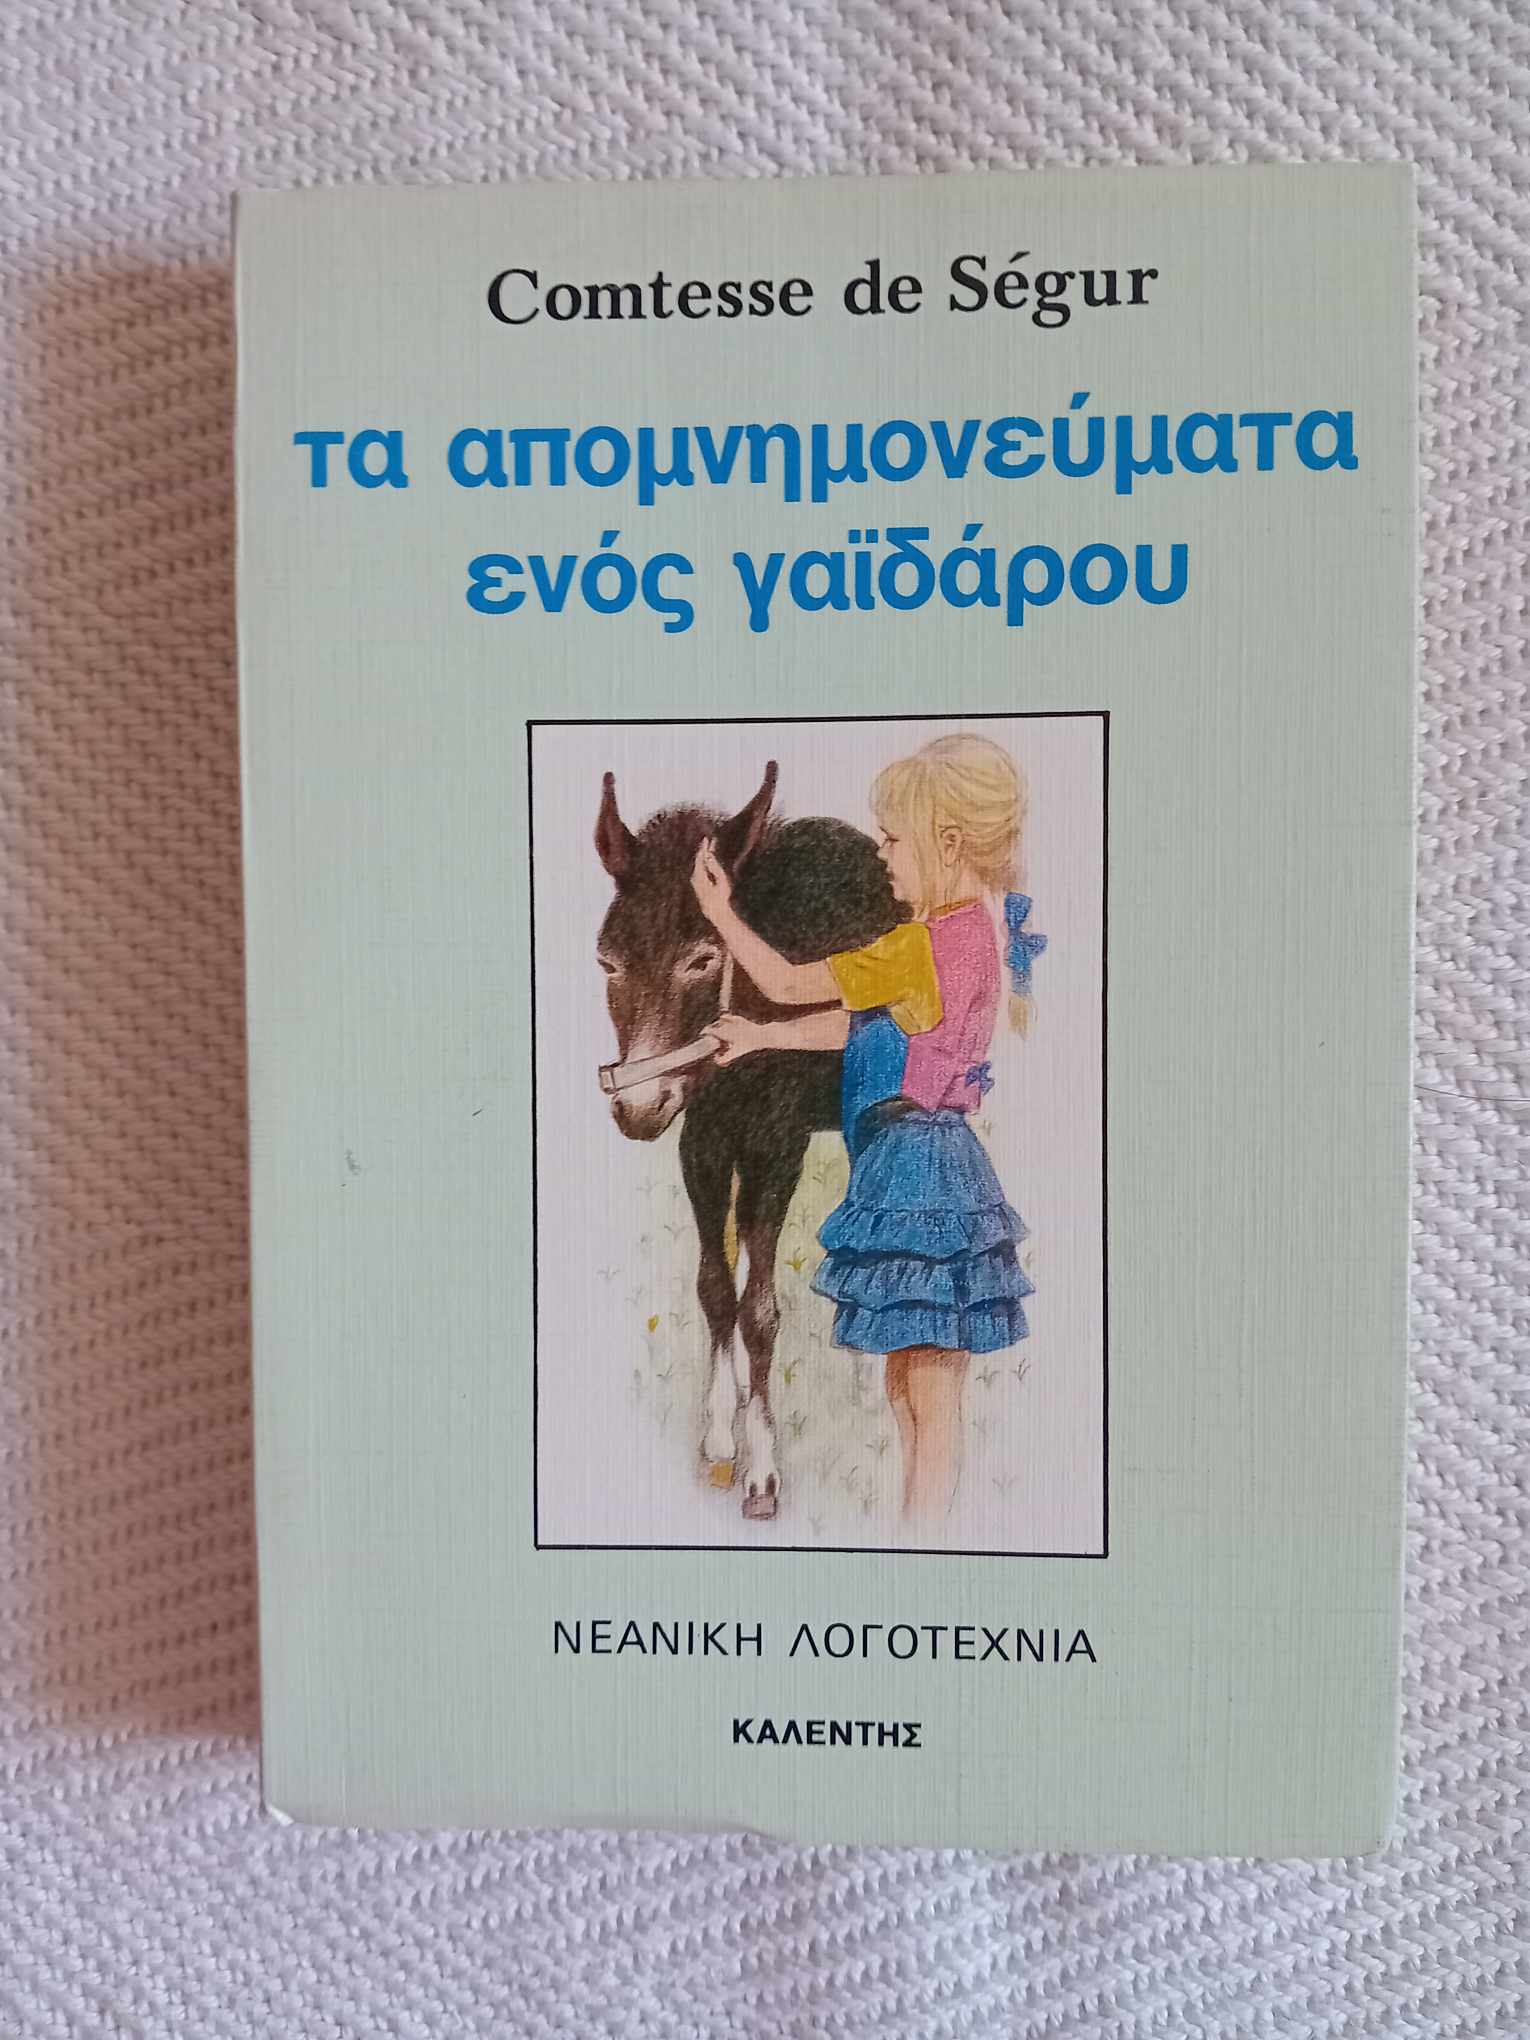 Comtesse de Ségur
τα απομνημονεύματα
ενός γαϊδάρου
ΝΕΑΝΙΚΗ ΛΟΓΟΤΕΧΝΙΑ
ΚΑΛΕΝΤΗΣ